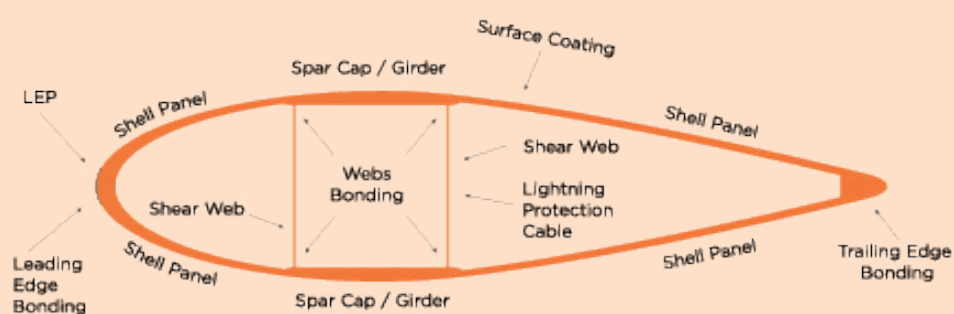 Surface Coating
Spar Cap / Girder
LEP
Shell Panel
Shell Panel
Shear Web
Webs
Bonding
Lightning
Protection
Cable
Shear Web
Shell Panel
Shell Panel
Leading
Edge
Bonding
Trailing Edge
Bonding
Spar Cap / Girder